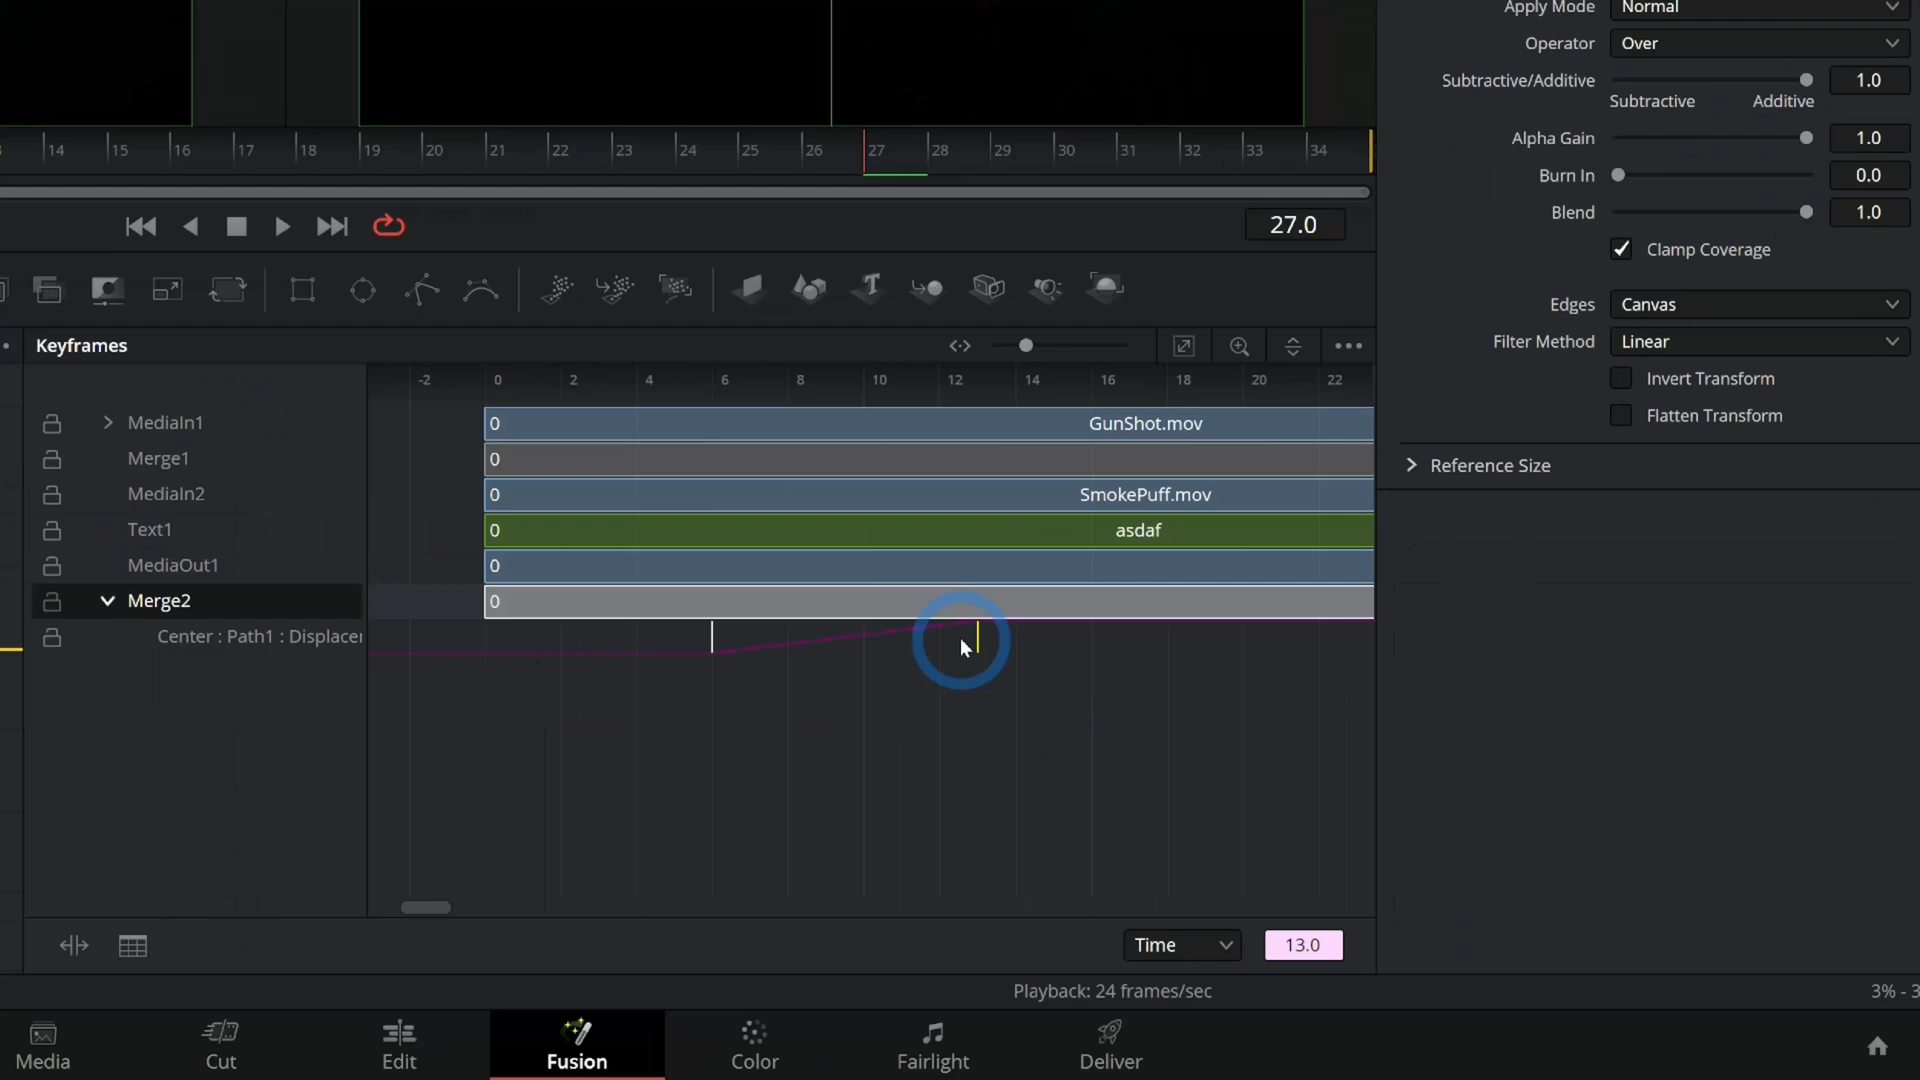 Apply Mode Normal
Operator Over
Subtractive/Additive 1.0
Subtractive Additive
14 15 16 17 18 19 20 21 22 23 24 25 26 27 28 29 30 31 32 33 34
Alpha Gain 1.0
Burn In 0.0
Blend 1.0
27.0
Clamp Coverage
Edges Canvas
Filter Method Linear
Invert Transform
Flatten Transform
Reference Size
Keyframes
-2 0 2 4 6 8 10 12 14 16 18 20 22
MediaIn1 0 GunShot.mov
Merge1 0
MediaIn2 0 SmokePuff.mov
Text1 0 asdaf
MediaOut1 0
Merge2 0
Center : Path1 : Displacer
Time 13.0
Playback: 24 frames/sec
3% - 3
Media Cut Edit Fusion Color Fairlight Deliver